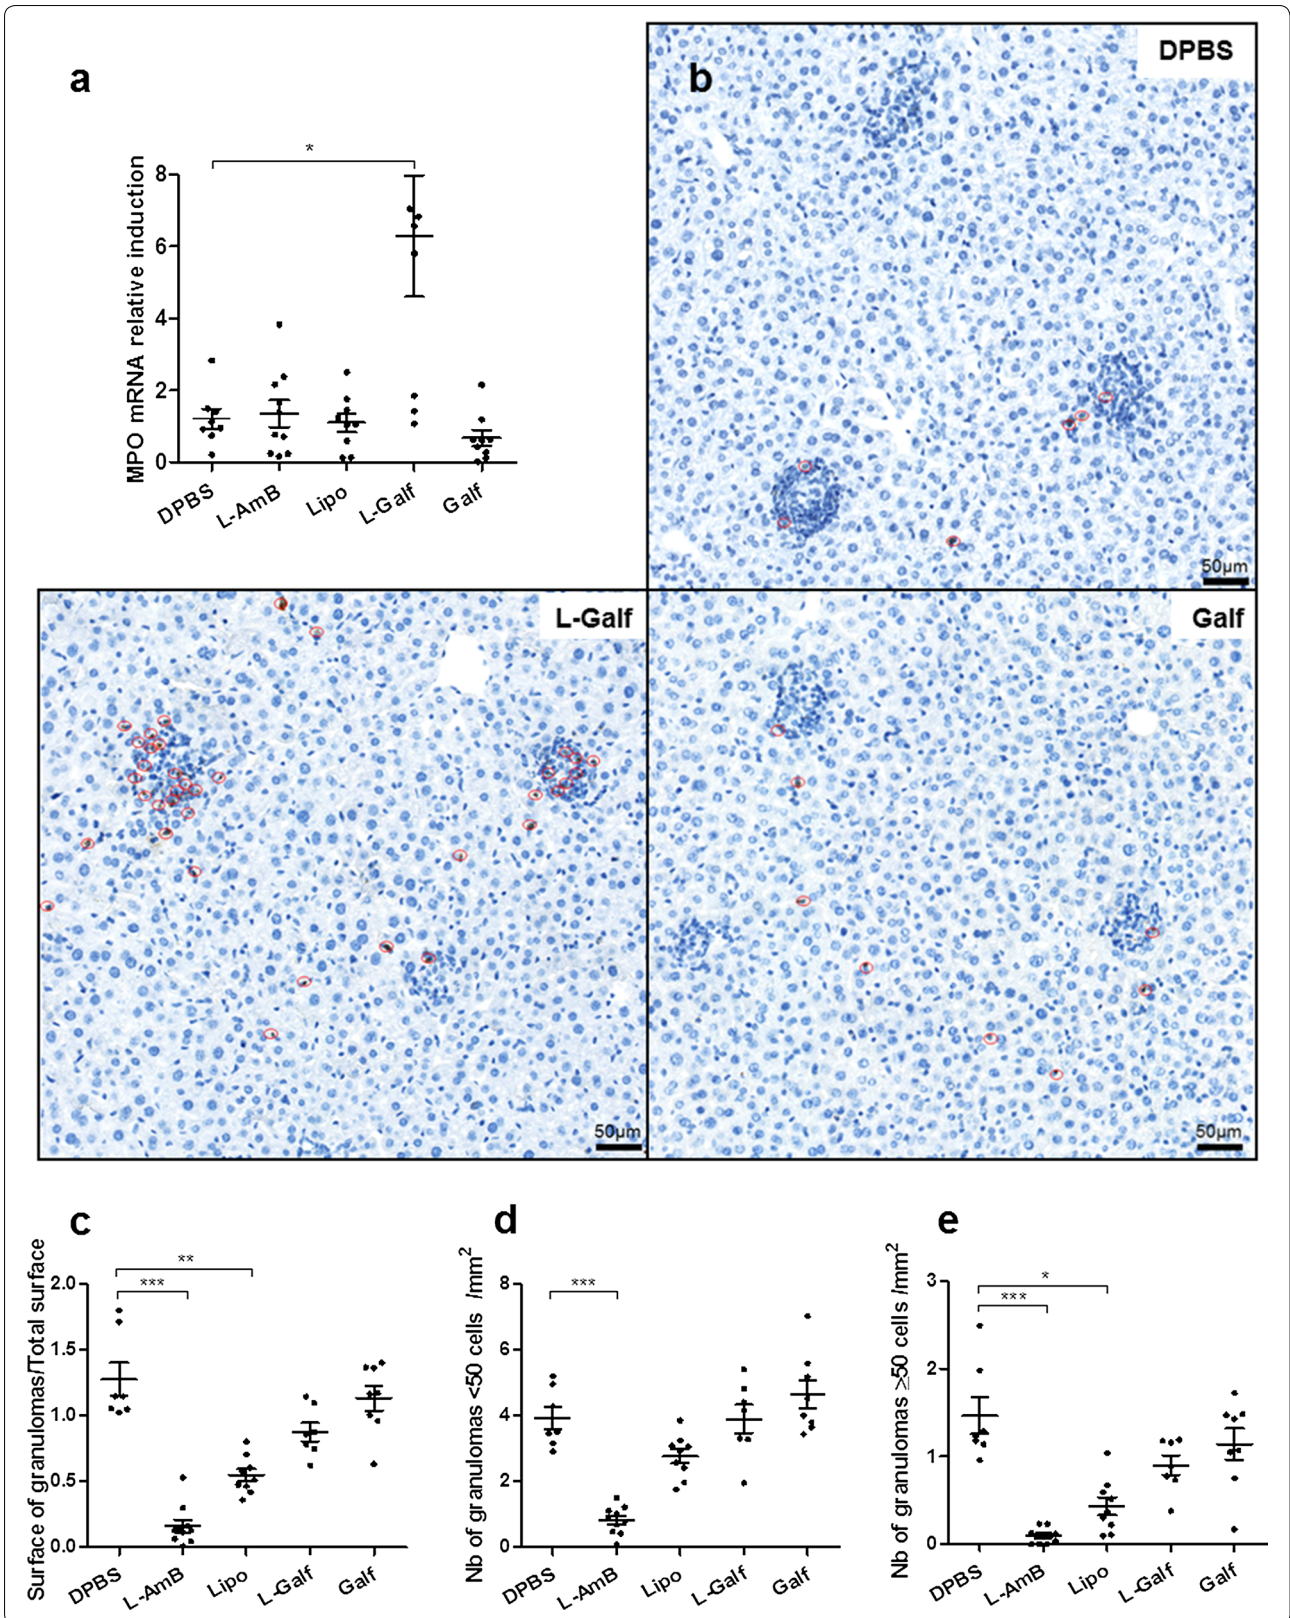 a
MPO mRNA relative induction
8
6
4
2
0
*
DPBS
L-AmB
Lipo
L-Galf
Galf
b
DPBS
50µm
L-Galf
50µm
Galf
50µm
c
Surface of granulomas/Total surface
2.0
1.5
1.0
0.5
0.0
**
***
DPBS
L-AmB
Lipo
L-Galf
Galf
d
Nb of granulomas <50 cells /mm²
8
6
4
2
0
***
DPBS
L-AmB
Lipo
L-Galf
Galf
e
Nb of granulomas ≥50 cells /mm²
3
2
1
0
*
***
DPBS
L-AmB
Lipo
L-Galf
Galf